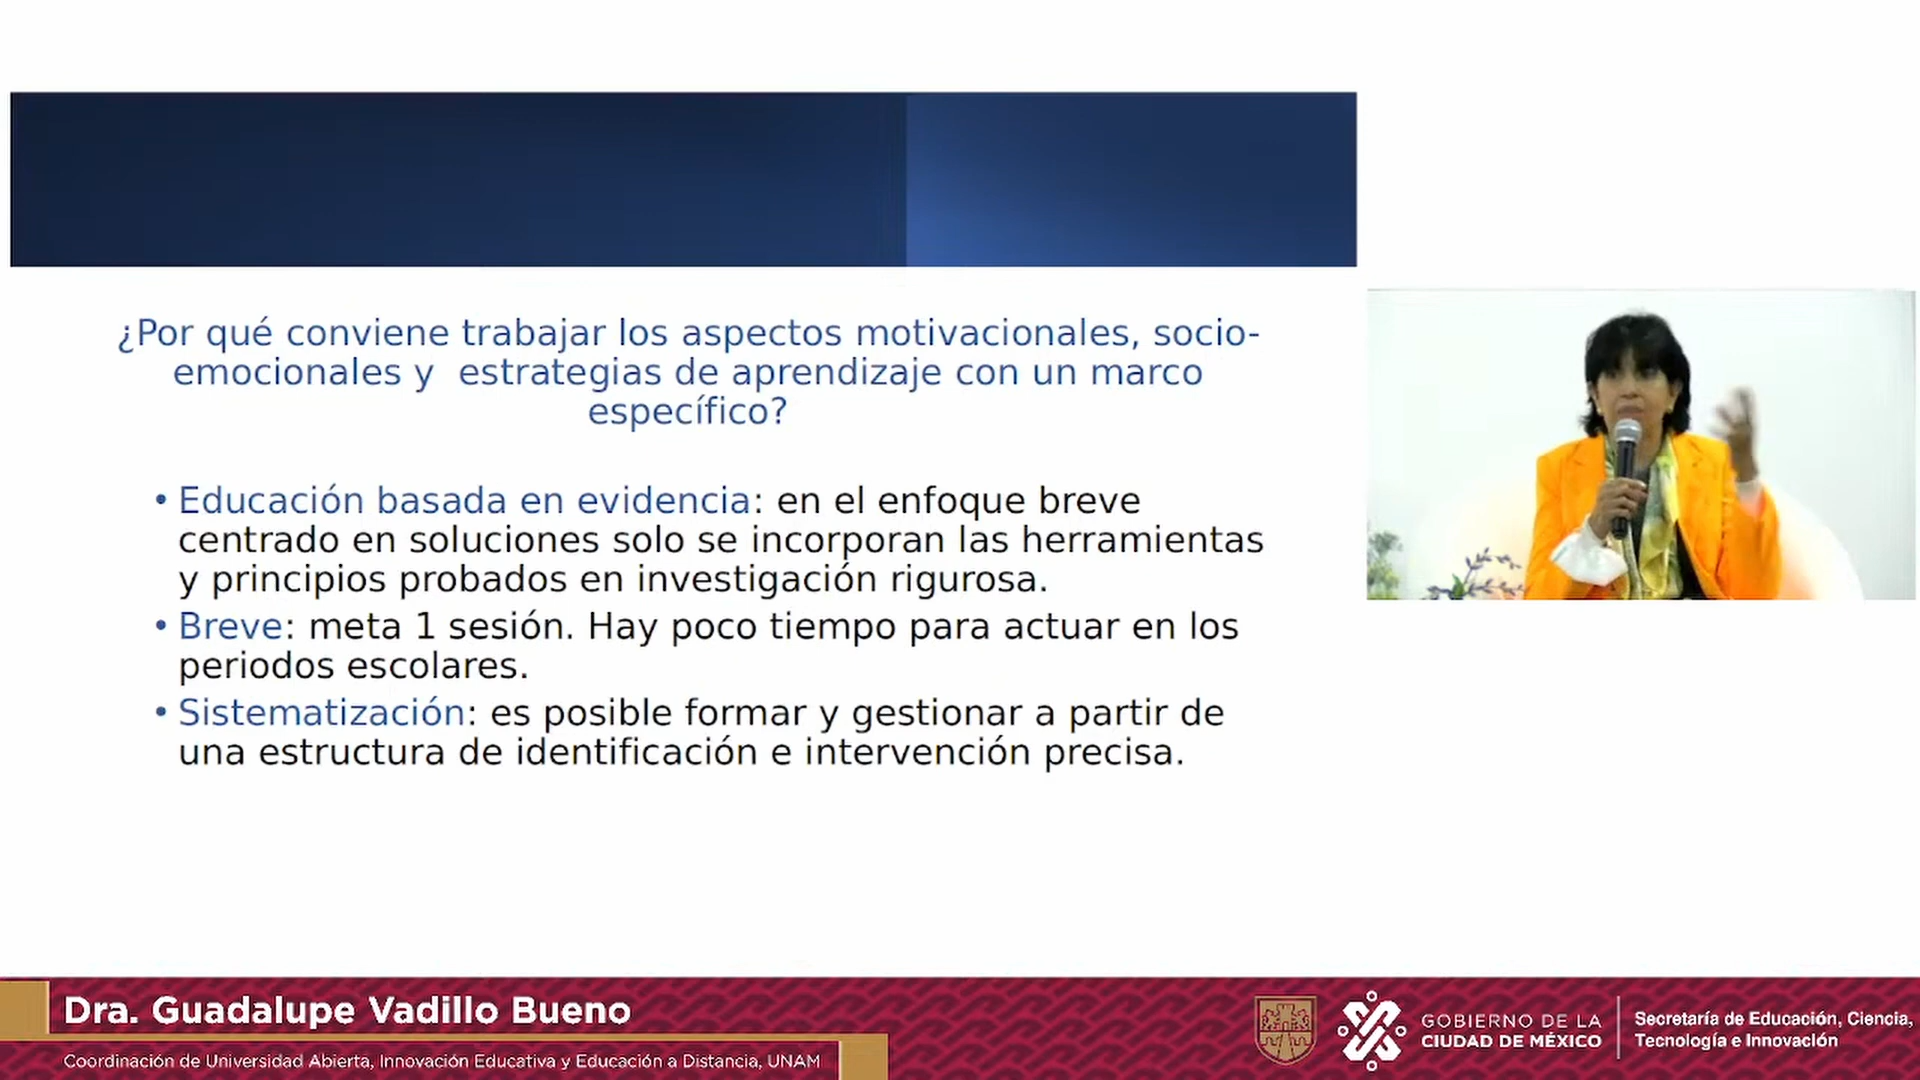 ¿Por qué conviene trabajar los aspectos motivacionales, socio-
emocionales y  estrategias de aprendizaje con un marco
específico?
• Educación basada en evidencia: en el enfoque breve
centrado en soluciones solo se incorporan las herramientas
y principios probados en investigación rigurosa.
• Breve: meta 1 sesión. Hay poco tiempo para actuar en los
periodos escolares.
• Sistematización: es posible formar y gestionar a partir de
una estructura de identificación e intervención precisa.
Dra. Guadalupe Vadillo Bueno
Coordinación de Universidad Abierta, Innovación Educativa y Educación a Distancia, UNAM
GOBIERNO DE LA
CIUDAD DE MÉXICO
Secretaría de Educación, Ciencia,
Tecnología e Innovación